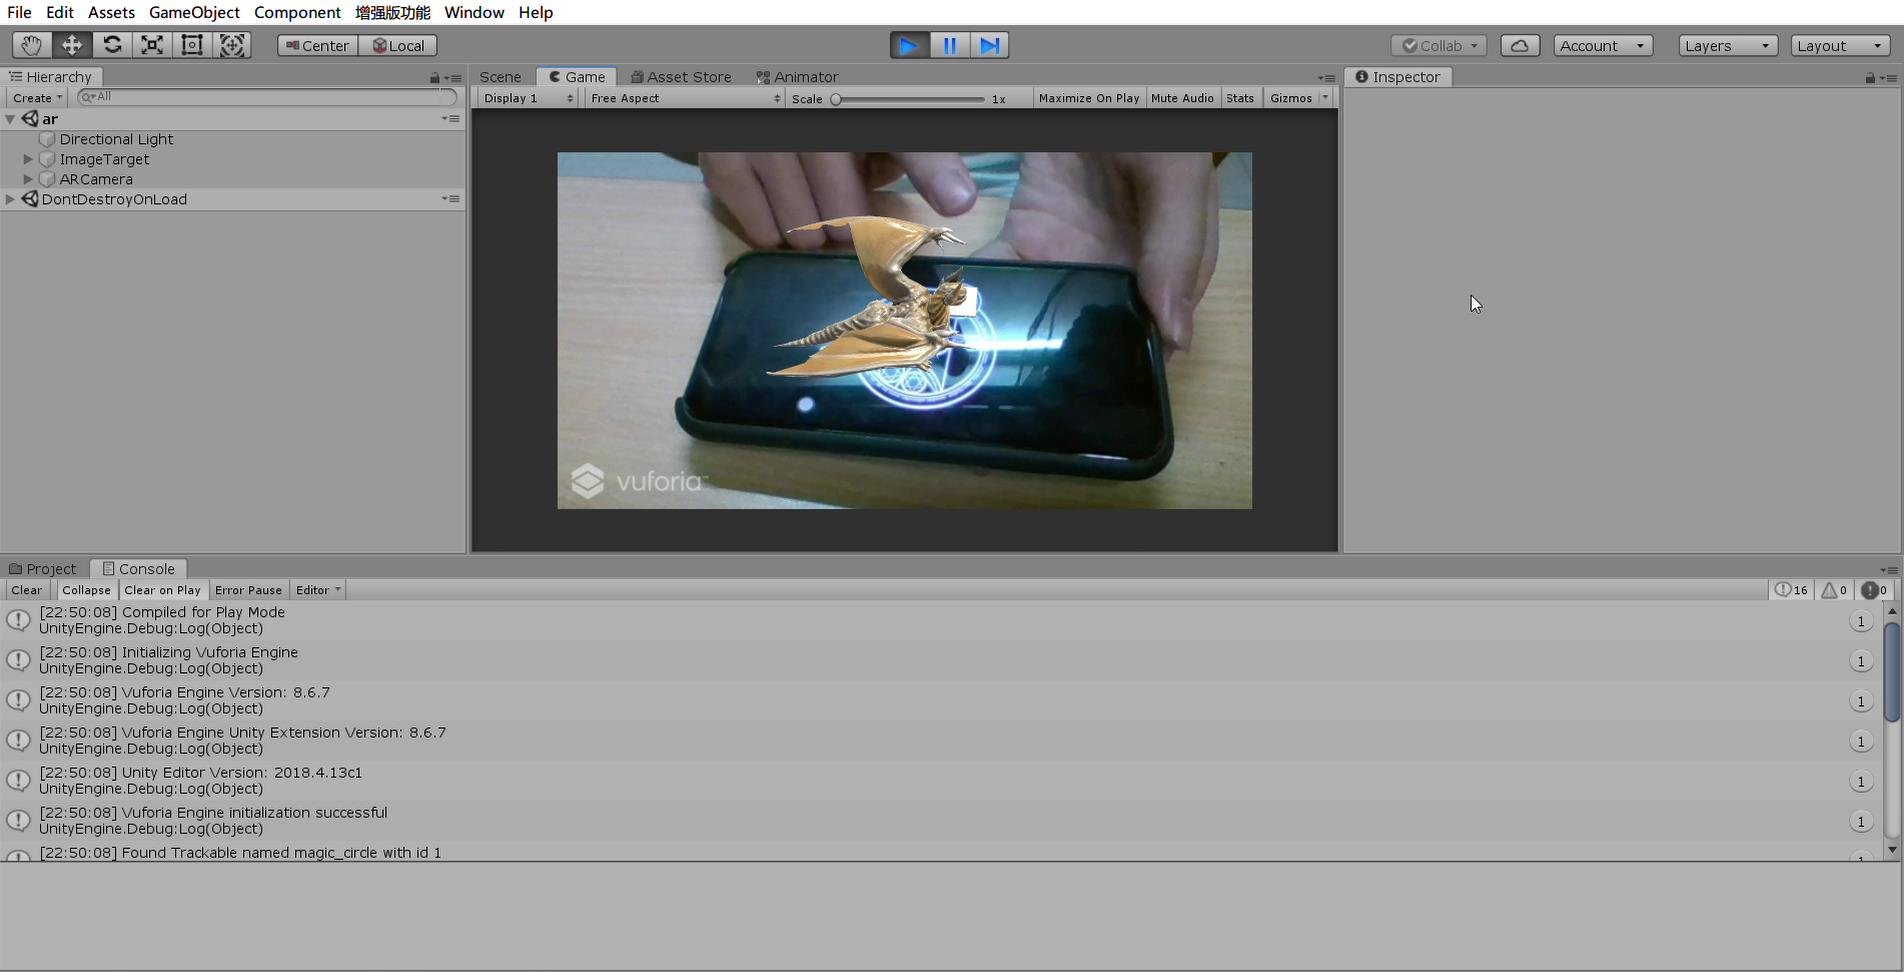 File Edit Assets GameObject Component 增强版功能 Window Help
Center Local Collab Account Layers Layout
Hierarchy
Create All
ar
Directional Light
ImageTarget
ARCamera
DontDestroyOnLoad
Scene Game Asset Store Animator
Display 1 Free Aspect Scale 1x Maximize On Play Mute Audio Stats Gizmos
vuforia
Inspector
Project Console
Clear Collapse Clear on Play Error Pause Editor 16 0 0
[22:50:08] Compiled for Play Mode
UnityEngine.Debug:Log(Object)
1
[22:50:08] Initializing Vuforia Engine
UnityEngine.Debug:Log(Object)
1
[22:50:08] Vuforia Engine Version: 8.6.7
UnityEngine.Debug:Log(Object)
1
[22:50:08] Vuforia Engine Unity Extension Version: 8.6.7
UnityEngine.Debug:Log(Object)
1
[22:50:08] Unity Editor Version: 2018.4.13c1
UnityEngine.Debug:Log(Object)
1
[22:50:08] Vuforia Engine initialization successful
UnityEngine.Debug:Log(Object)
1
[22:50:08] Found Trackable named magic_circle with id 1